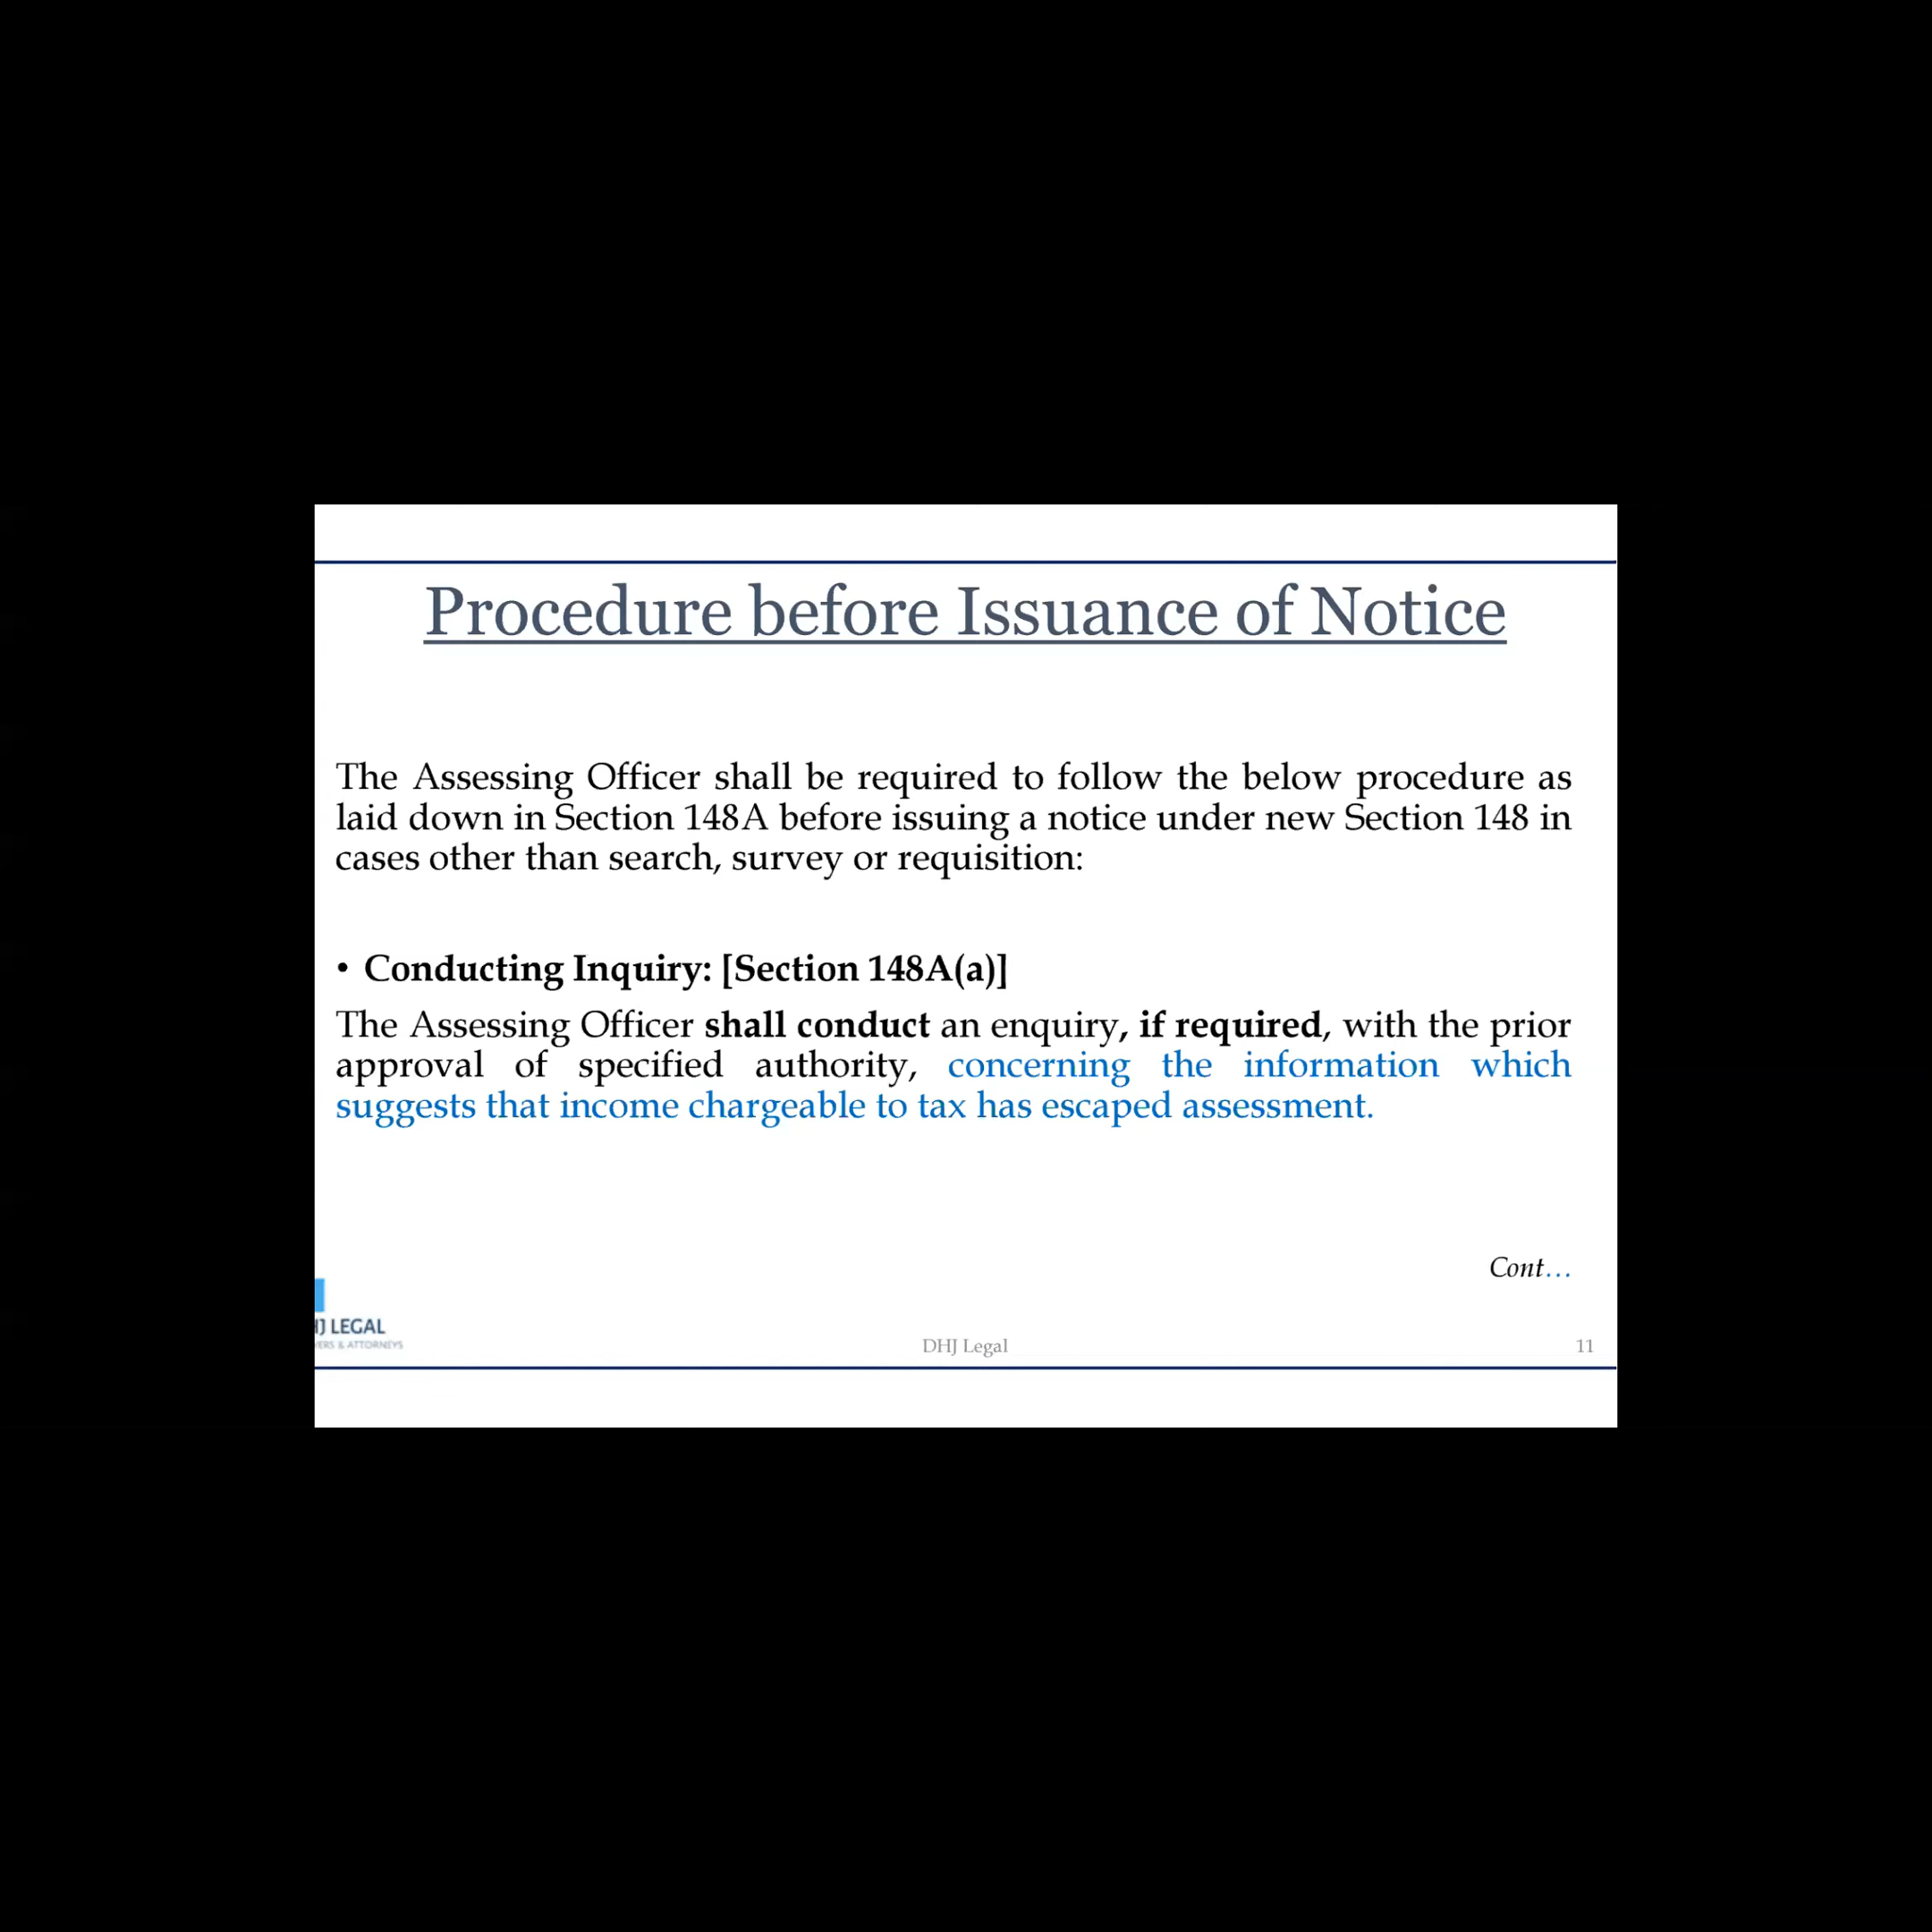 Procedure before Issuance of Notice
The Assessing Officer shall be required to follow the below procedure as
laid down in Section 148A before issuing a notice under new Section 148 in
cases other than search, survey or requisition:
• Conducting Inquiry: [Section 148A(a)]
The Assessing Officer shall conduct an enquiry, if required, with the prior
approval of specified authority, concerning the information which
suggests that income chargeable to tax has escaped assessment.
Cont…
LEGAL
& ATTORNEYS
DHJ Legal
11